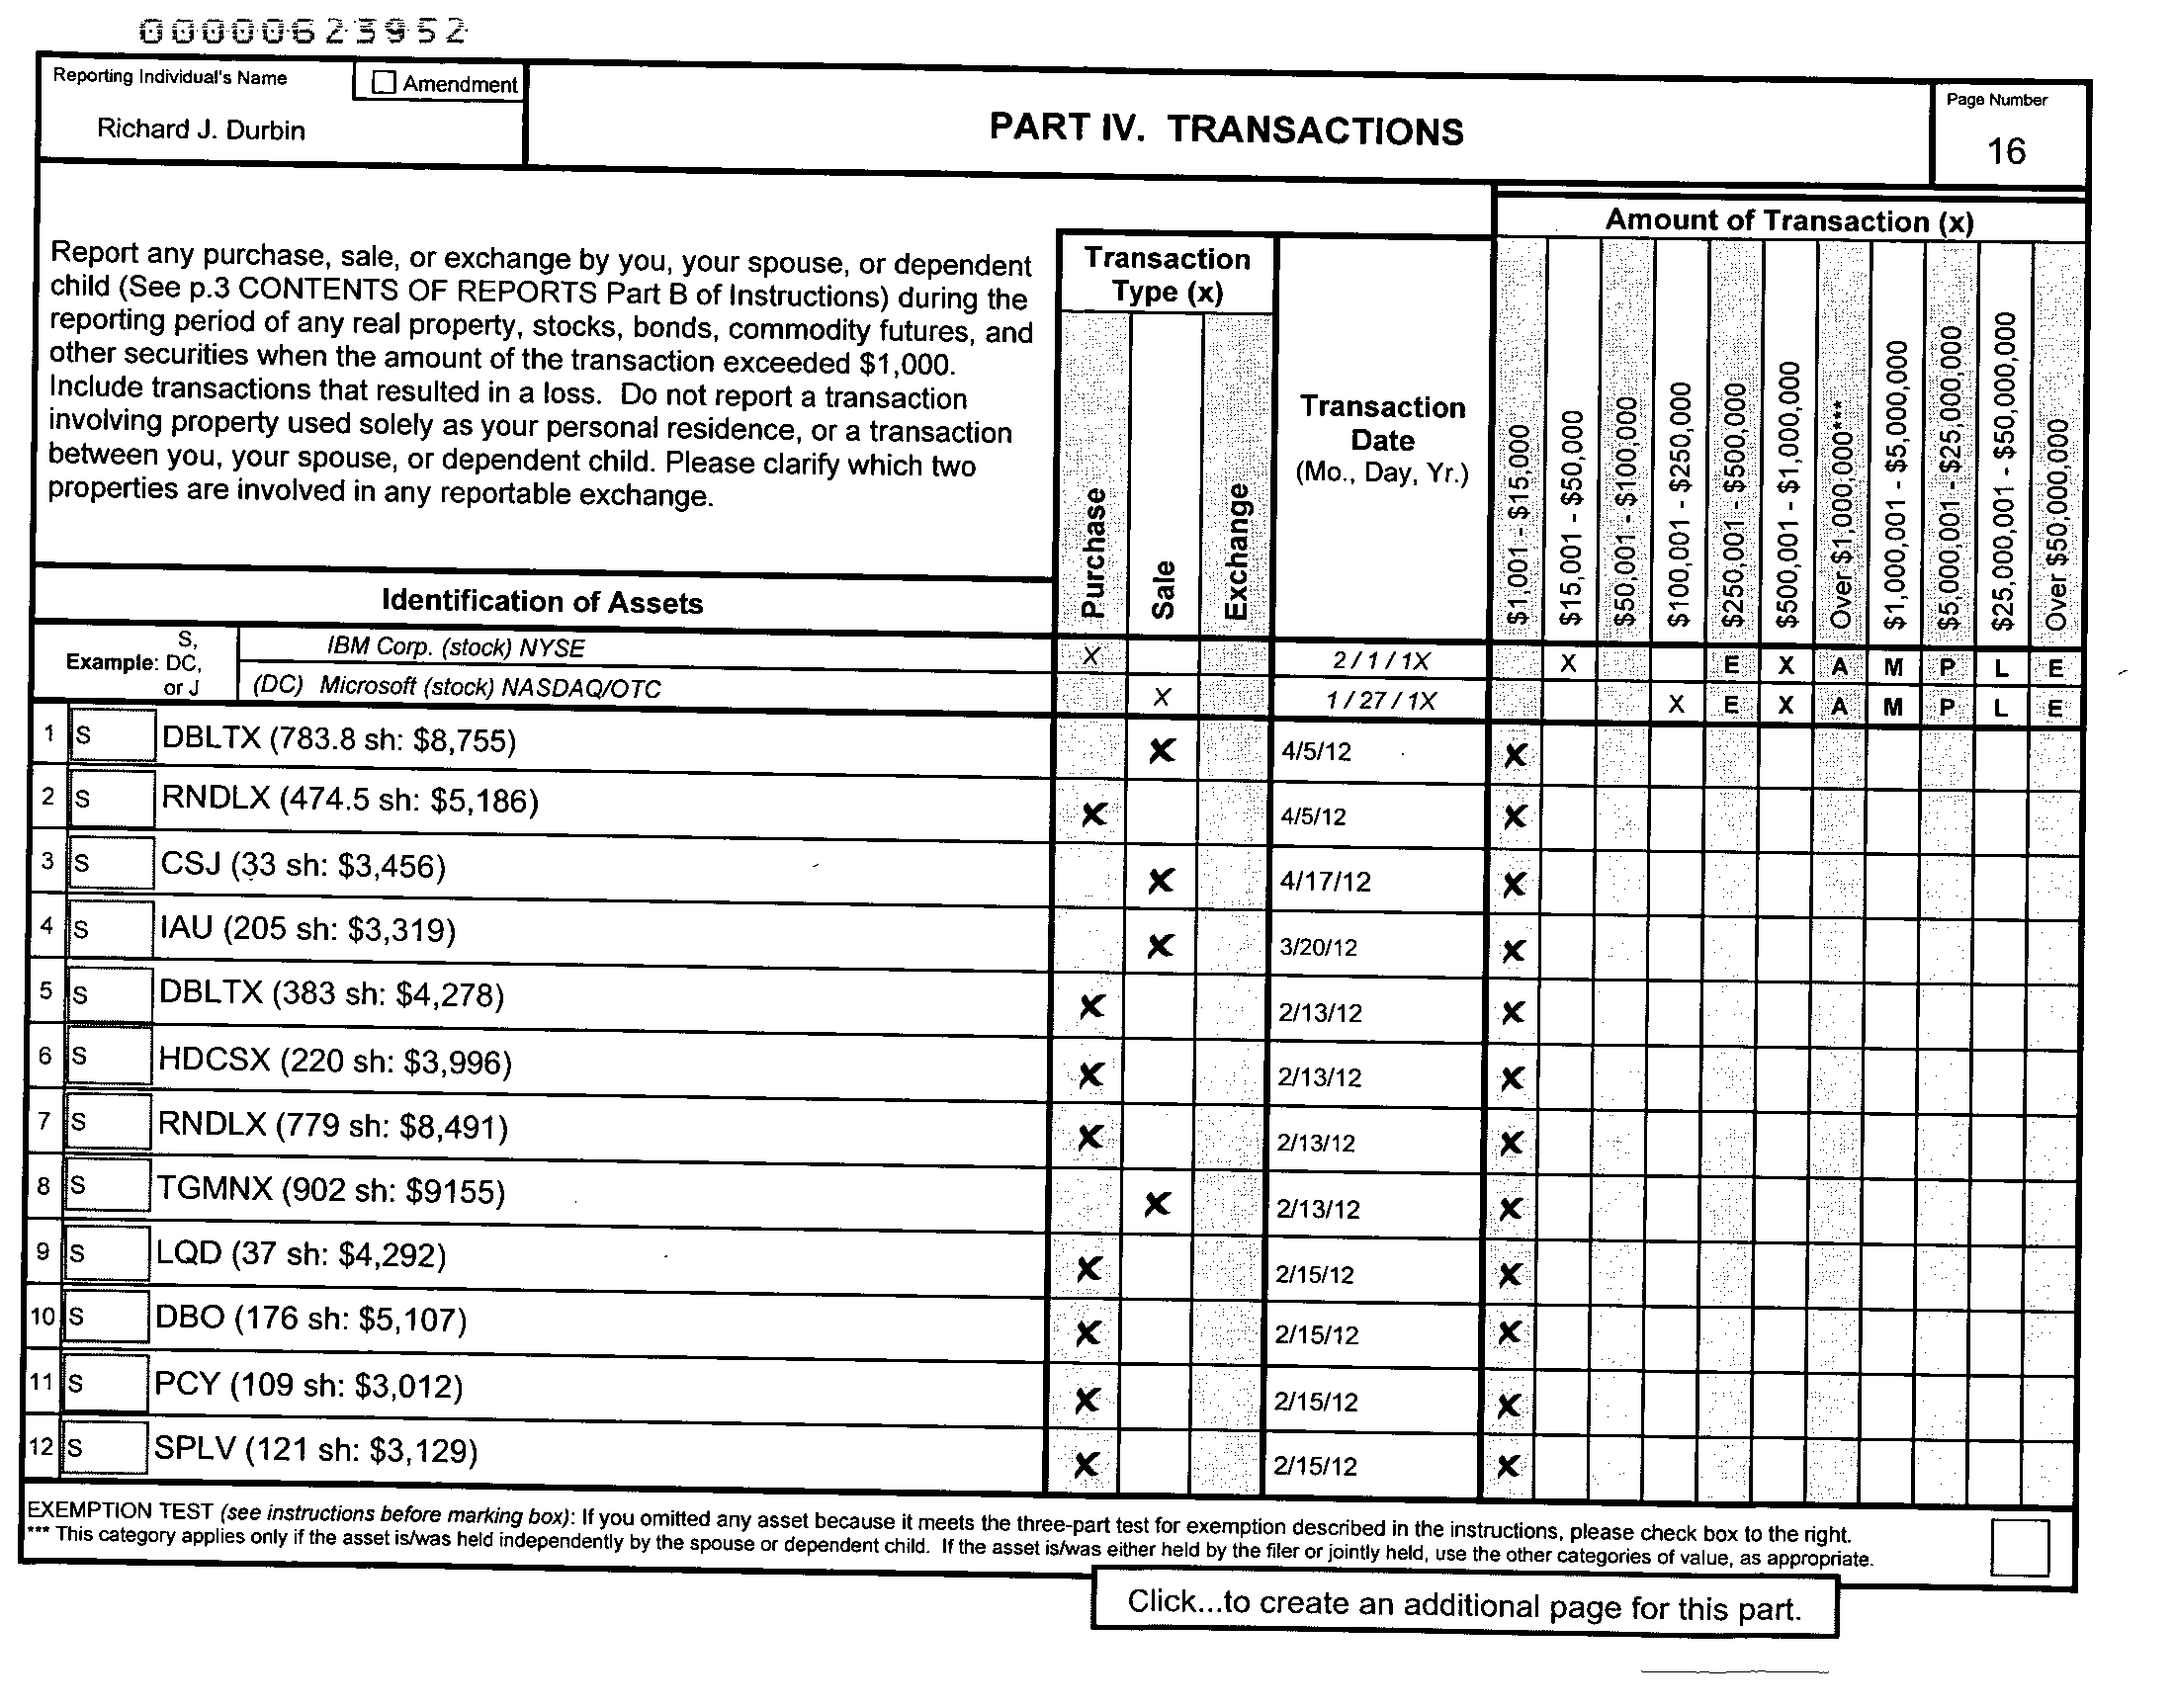 00000623952
Reporting Individual's Name
Amendment
Richard J. Durbin
PART IV. TRANSACTIONS
Page Number
16
Amount of Transaction (x)
Report any purchase, sale, or exchange by you, your spouse, or dependent
child (See p.3 CONTENTS OF REPORTS Part B of Instructions) during the
reporting period of any real property, stocks, bonds, commodity futures, and
other securities when the amount of the transaction exceeded $1,000.
Include transactions that resulted in a loss. Do not report a transaction
involving property used solely as your personal residence, or a transaction
between you, your spouse, or dependent child. Please clarify which two
properties are involved in any reportable exchange.
Transaction
Type (x)
Purchase
Sale
Exchange
Transaction
Date
(Mo., Day, Yr.)
$1,001 - $15,000
$15,001 - $50,000
$50,001 - $100,000
$100,001 - $250,000
$250,001 - $500,000
$500,001 - $1,000,000
Over $1,000,000***
$1,000,001 - $5,000,000
$5,000,001 - $25,000,000
$25,000,001 - $50,000,000
Over $50,000,000
Identification of Assets
Example: S, DC, or J
IBM Corp. (stock) NYSE X 2/1/1X X E X A M P L E
(DC) Microsoft (stock) NASDAQ/OTC X 1/27/1X X E X A M P L E
1 S DBLTX (783.8 sh: $8,755) X 4/5/12 X
2 S RNDLX (474.5 sh: $5,186) X 4/5/12 X
3 S CSJ (33 sh: $3,456) X 4/17/12 X
4 S IAU (205 sh: $3,319) X 3/20/12 X
5 S DBLTX (383 sh: $4,278) X 2/13/12 X
6 S HDCSX (220 sh: $3,996) X 2/13/12 X
7 S RNDLX (779 sh: $8,491) X 2/13/12 X
8 S TGMNX (902 sh: $9155) X 2/13/12 X
9 S LQD (37 sh: $4,292) X 2/15/12 X
10 S DBO (176 sh: $5,107) X 2/15/12 X
11 S PCY (109 sh: $3,012) X 2/15/12 X
12 S SPLV (121 sh: $3,129) X 2/15/12 X
EXEMPTION TEST (see instructions before marking box): If you omitted any asset because it meets the three-part test for exemption described in the instructions, please check box to the right.
*** This category applies only if the asset is/was held independently by the spouse or dependent child. If the asset is/was either held by the filer or jointly held, use the other categories of value, as appropriate.
Click...to create an additional page for this part.